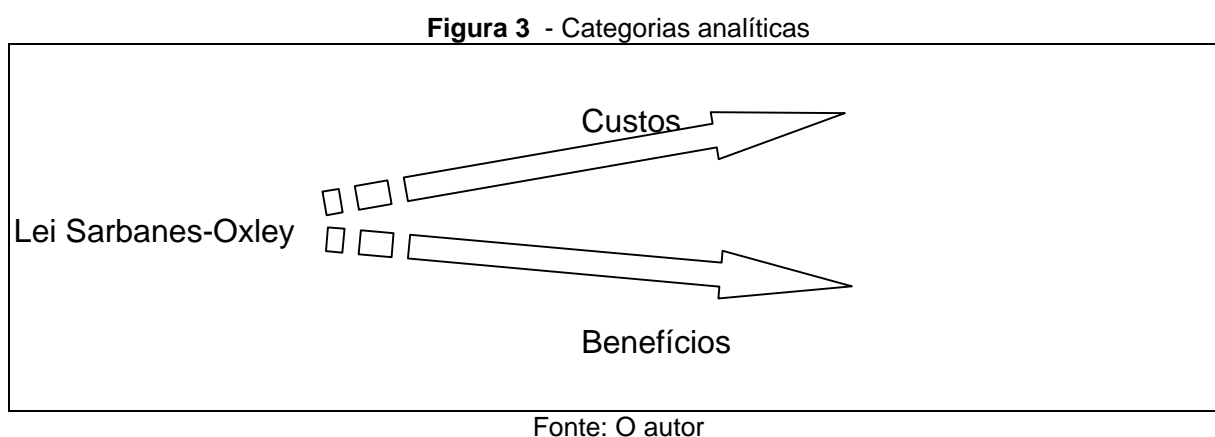 Figura 3 - Categorias analíticas
Custos
Lei Sarbanes-Oxley
Benefícios
Fonte: O autor